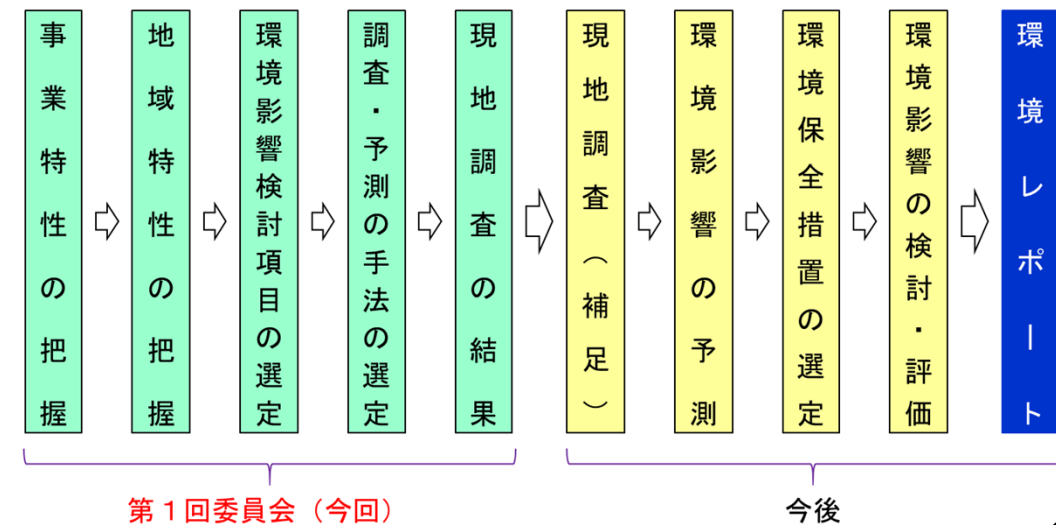 事業特性の把握
地域特性の把握
環境影響検討項目の選定
調査・予測の手法の選定
現地調査の結果
現地調査（補足）
環境影響の予測
環境保全措置の選定
環境影響の検討・評価
環境レポート
第１回委員会（今回）
今後